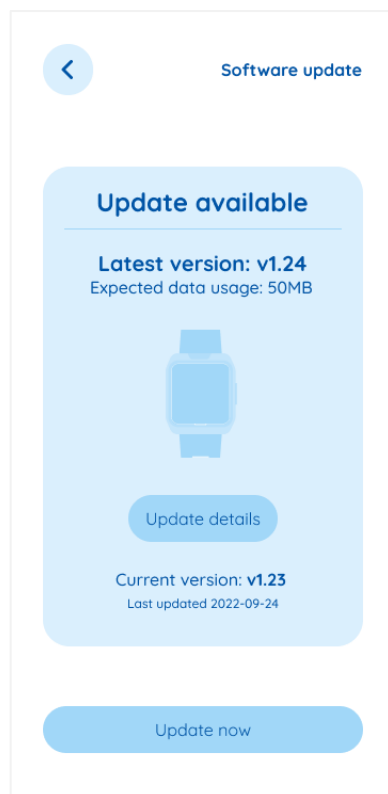 Software update
Update available
Latest version: v1.24
Expected data usage: 50MB
Update details
Current version: v1.23
Last updated 2022-09-24
Update now